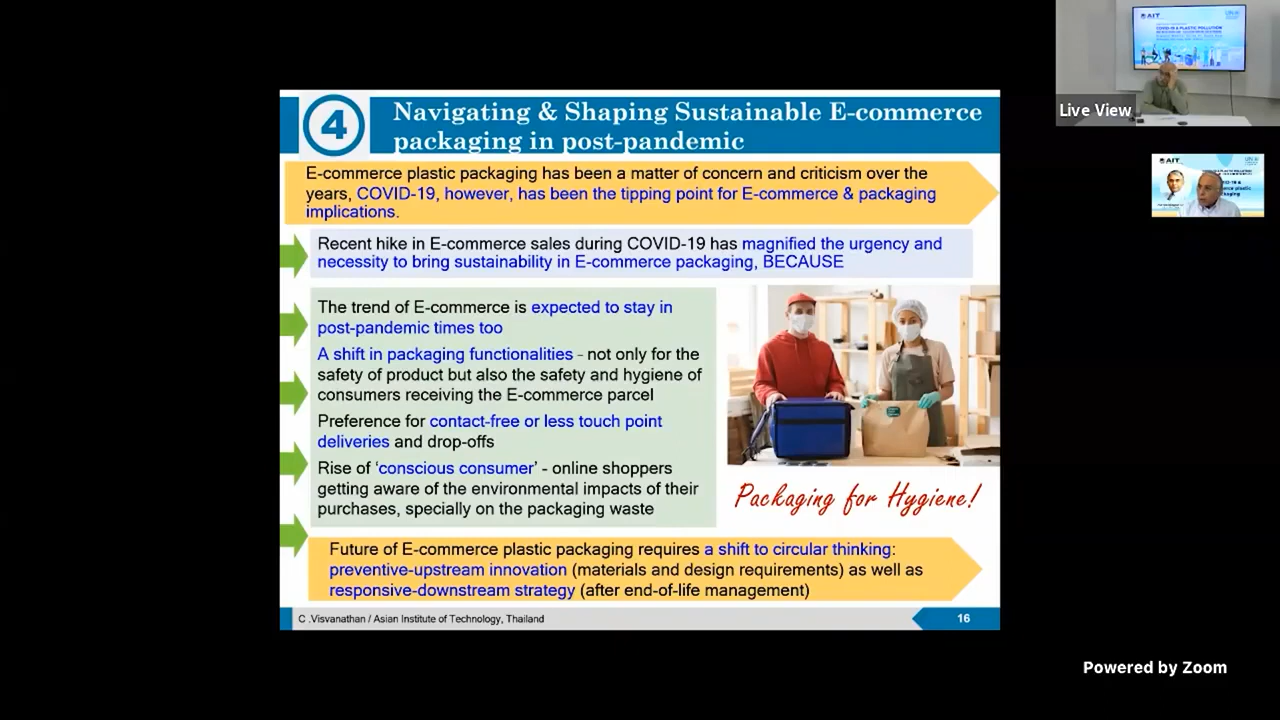 4
Navigating & Shaping Sustainable E-commerce
packaging in post-pandemic
E-commerce plastic packaging has been a matter of concern and criticism over the
years, COVID-19, however, has been the tipping point for E-commerce & packaging
implications.
Recent hike in E-commerce sales during COVID-19 has magnified the urgency and
necessity to bring sustainability in E-commerce packaging, BECAUSE
The trend of E-commerce is expected to stay in
post-pandemic times too
A shift in packaging functionalities - not only for the
safety of product but also the safety and hygiene of
consumers receiving the E-commerce parcel
Preference for contact-free or less touch point
deliveries and drop-offs
Rise of ‘conscious consumer’ - online shoppers
getting aware of the environmental impacts of their
purchases, specially on the packaging waste
Packaging for Hygiene!
Future of E-commerce plastic packaging requires a shift to circular thinking:
preventive-upstream innovation (materials and design requirements) as well as
responsive-downstream strategy (after end-of-life management)
C .Visvanathan / Asian Institute of Technology, Thailand
16
AIT
COVID-19 & PLASTIC POLLUTION
Live View
AIT
Powered by Zoom